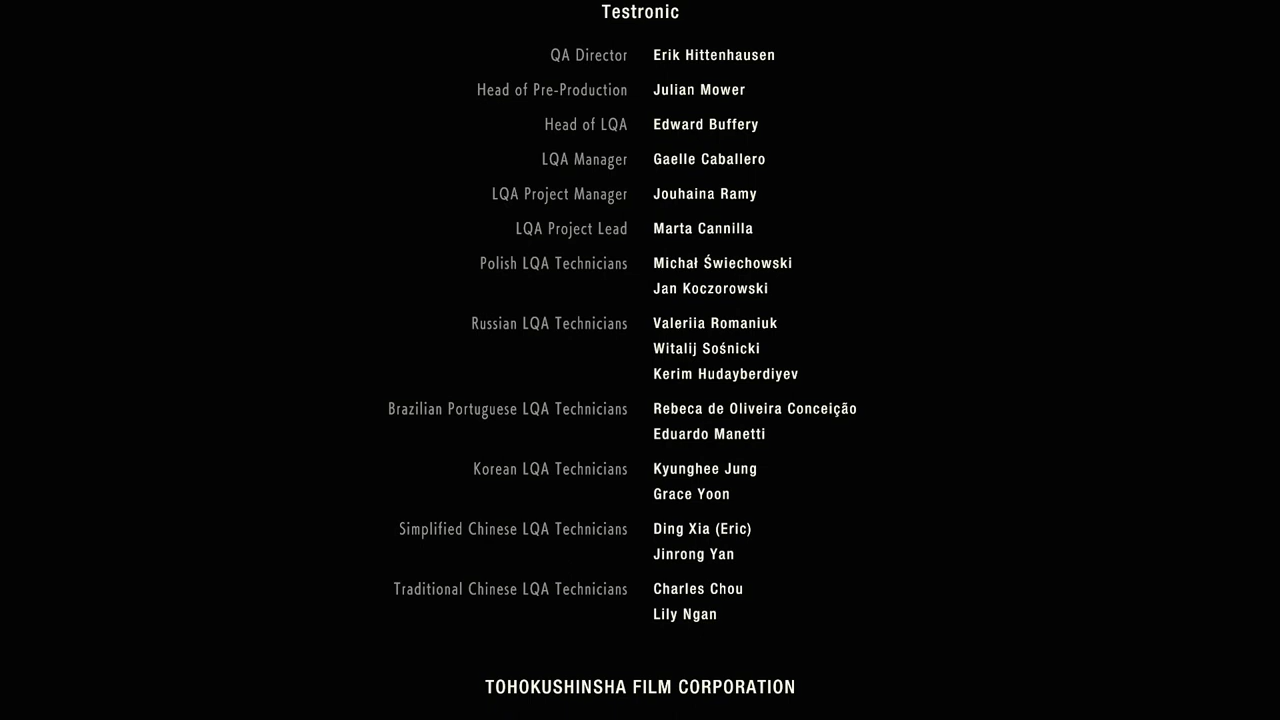 Testronic
QA Director Erik Hittenhausen
Head of Pre-Production Julian Mower
Head of LQA Edward Buffery
LQA Manager Gaelle Caballero
LQA Project Manager Jouhaina Ramy
LQA Project Lead Marta Cannilla
Polish LQA Technicians Michał Świechowski
Jan Koczorowski
Russian LQA Technicians Valeriia Romaniuk
Witalij Sośnicki
Kerim Hudayberdiyev
Brazilian Portuguese LQA Technicians Rebeca de Oliveira Conceição
Eduardo Manetti
Korean LQA Technicians Kyunghee Jung
Grace Yoon
Simplified Chinese LQA Technicians Ding Xia (Eric)
Jinrong Yan
Traditional Chinese LQA Technicians Charles Chou
Lily Ngan
TOHOKUSHINSHA FILM CORPORATION